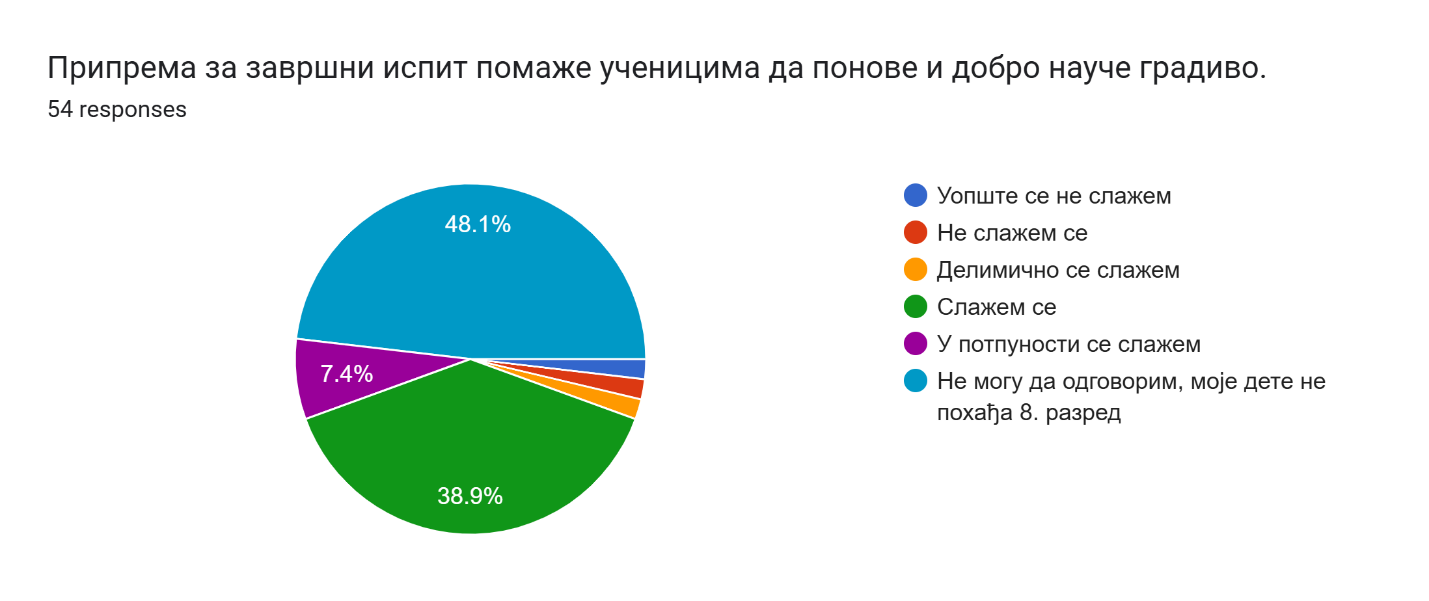 Припрема за завршни испит помаже ученицима да понове и добро науче градиво.
54 responses
48.1%
7.4%
38.9%
Уопште се не слажем
Не слажем се
Делимично се слажем
Слажем се
У потпуности се слажем
Не могу да одговорим, моје дете не
похађа 8. разред